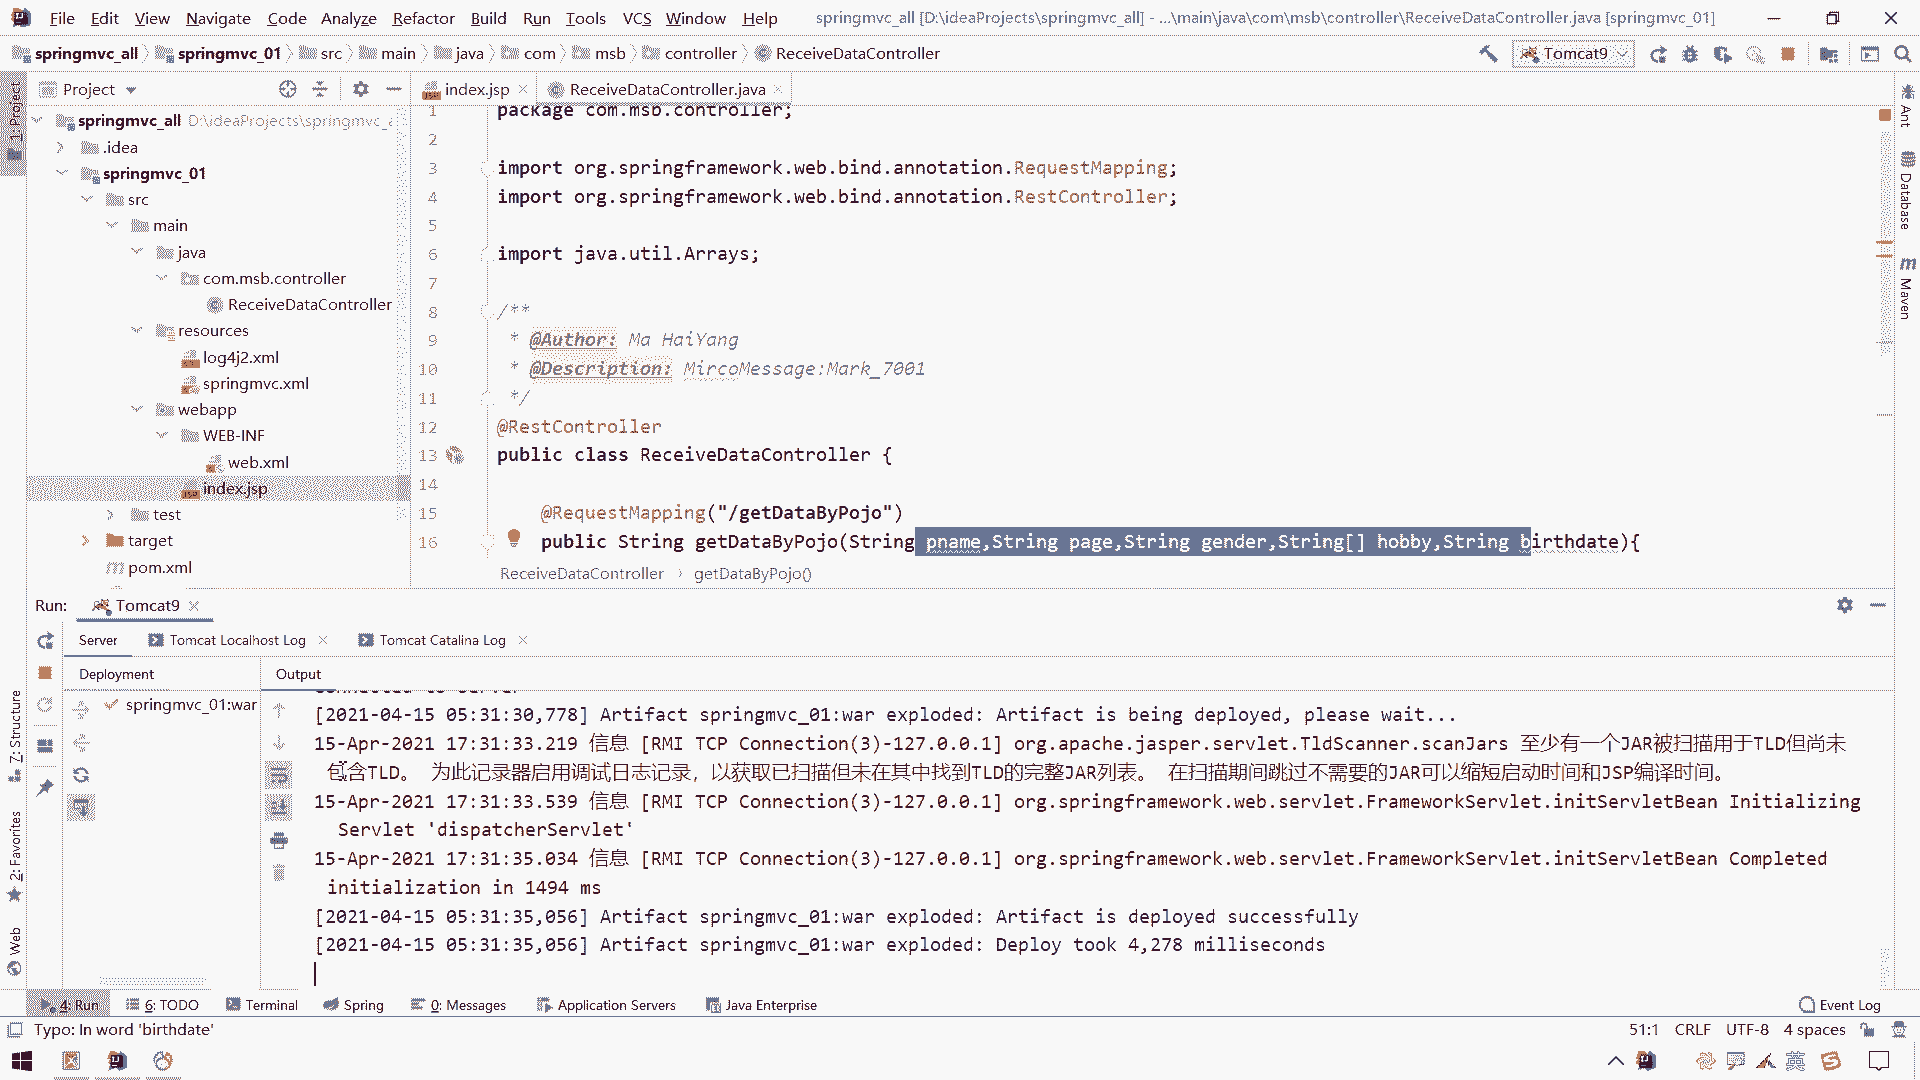 File Edit View Navigate Code Analyze Refactor Build Run Tools VCS Window Help springmvc_all [D:\ideaProjects\springmvc_all] - ...\main\java\com\msb\controller\ReceiveDataController.java [springmvc_01]
springmvc_all springmvc_01 src main java com msb controller ReceiveDataController Tomcat9
Project index.jsp ReceiveDataController.java
1 package com.msb.controller;
springmvc_all D:\ideaProjects\springmvc_a
2
.idea
3 import org.springframework.web.bind.annotation.RequestMapping;
springmvc_01
4 import org.springframework.web.bind.annotation.RestController;
src
5
main
6 import java.util.Arrays;
java
7
com.msb.controller
8 /**
ReceiveDataController
9 * @Author: Ma HaiYang
resources
10 * @Description: MircoMessage:Mark_7001
log4j2.xml
11 */
springmvc.xml
12 @RestController
webapp
13 public class ReceiveDataController {
WEB-INF
14
web.xml
15 @RequestMapping("/getDataByPojo")
index.jsp
16 public String getDataByPojo(String pname,String page,String gender,String[] hobby,String birthdate){
test
target
pom.xml
ReceiveDataController › getDataByPojo()
1: Project
Ant
Database
Maven
Run: Tomcat9
Server Tomcat Localhost Log Tomcat Catalina Log
Deployment Output
springmvc_01:war
connected to server
[2021-04-15 05:31:30,778] Artifact springmvc_01:war exploded: Artifact is being deployed, please wait...
15-Apr-2021 17:31:33.219 信息 [RMI TCP Connection(3)-127.0.0.1] org.apache.jasper.servlet.TldScanner.scanJars 至少有一个JAR被扫描用于TLD但尚未
包含TLD。 为此记录器启用调试日志记录，以获取已扫描但未在其中找到TLD的完整JAR列表。 在扫描期间跳过不需要的JAR可以缩短启动时间和JSP编译时间。
15-Apr-2021 17:31:33.539 信息 [RMI TCP Connection(3)-127.0.0.1] org.springframework.web.servlet.FrameworkServlet.initServletBean Initializing
Servlet 'dispatcherServlet'
15-Apr-2021 17:31:35.034 信息 [RMI TCP Connection(3)-127.0.0.1] org.springframework.web.servlet.FrameworkServlet.initServletBean Completed
initialization in 1494 ms
[2021-04-15 05:31:35,056] Artifact springmvc_01:war exploded: Artifact is deployed successfully
[2021-04-15 05:31:35,056] Artifact springmvc_01:war exploded: Deploy took 4,278 milliseconds
Z: Structure
2: Favorites
Web
4: Run 6: TODO Terminal Spring 0: Messages Application Servers Java Enterprise Event Log
Typo: In word 'birthdate' 51:1 CRLF UTF-8 4 spaces
英